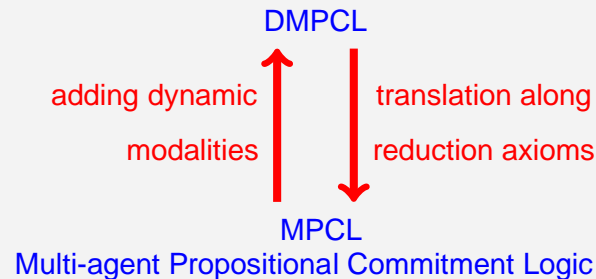 DMPCL
adding dynamic
modalities
translation along
reduction axioms
MPCL
Multi-agent Propositional Commitment Logic